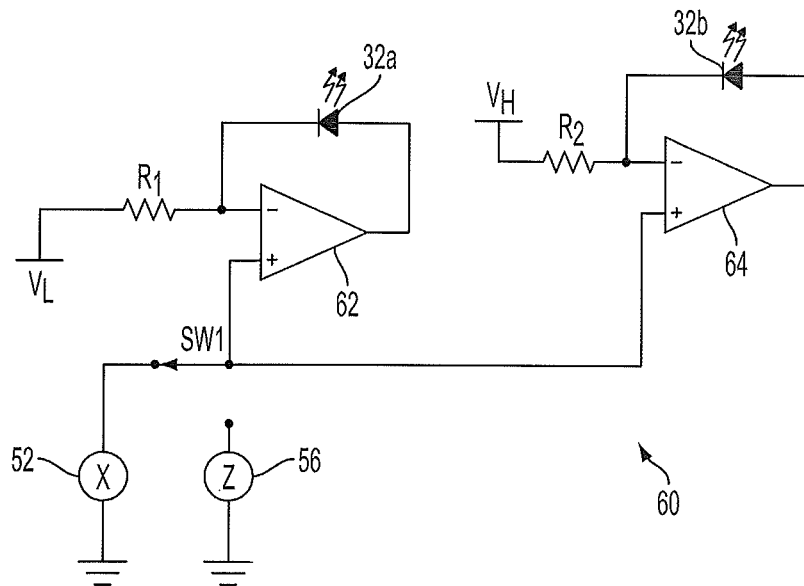 32a
32b
V_H
R_2
R_1
−
−
+
+
64
62
V_L
SW1
52
X
Z
56
60